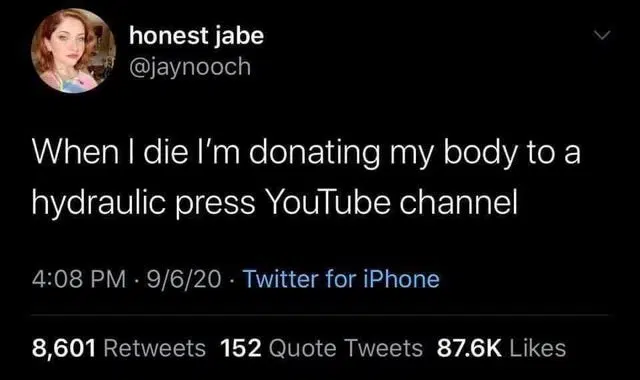 honest jabe
@jaynooch
When I die I'm donating my body to a
hydraulic press YouTube channel
4:08 PM · 9/6/20 · Twitter for iPhone
8,601 Retweets 152 Quote Tweets 87.6K Likes